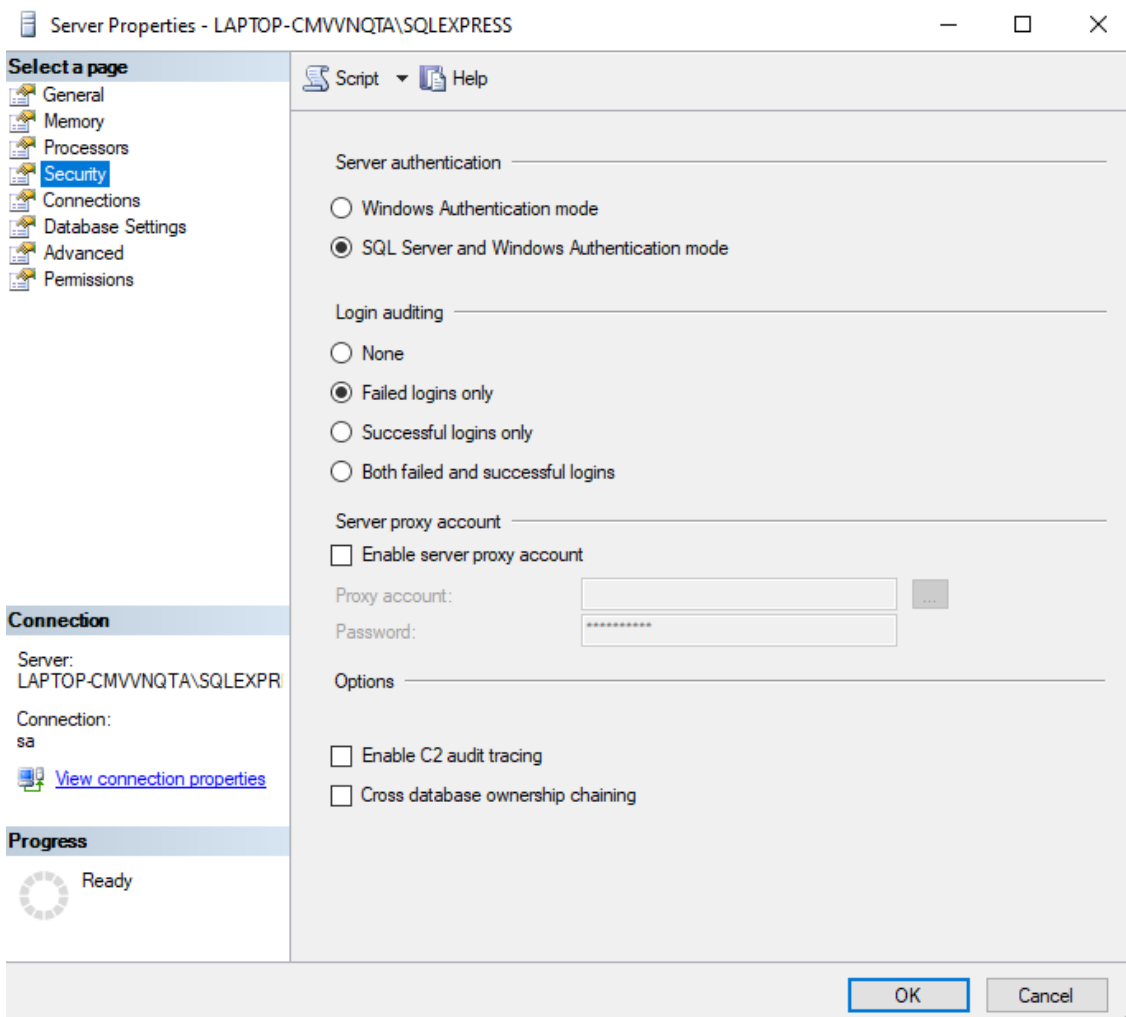 Server Properties - LAPTOP-CMVVNQTA\SQLEXPRESS
Select a page
General
Memory
Processors
Security
Connections
Database Settings
Advanced
Permissions
Script
Help
Server authentication
Windows Authentication mode
SQL Server and Windows Authentication mode
Login auditing
None
Failed logins only
Successful logins only
Both failed and successful logins
Server proxy account
Enable server proxy account
Proxy account:
...
Password:
**********
Options
Enable C2 audit tracing
Cross database ownership chaining
Connection
Server:
LAPTOP-CMVVNQTA\SQLEXPR
Connection:
sa
View connection properties
Progress
Ready
OK
Cancel